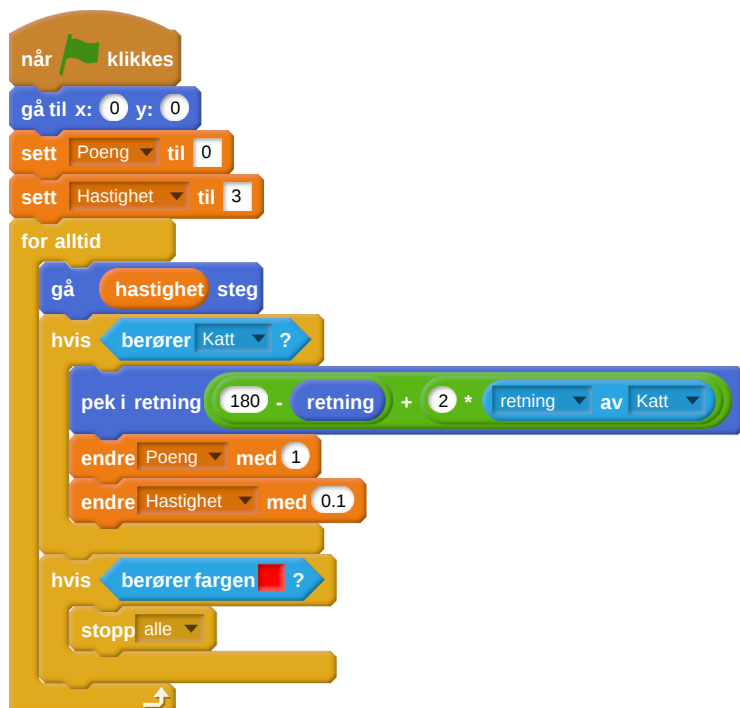 når klikkes
gå til x: 0 y: 0
sett Poeng til 0
sett Hastighet til 3
for alltid
gå hastighet steg
hvis berører Katt ?
pek i retning 180 - retning + 2 * retning av Katt
endre Poeng med 1
endre Hastighet med 0.1
hvis berører fargen ?
stopp alle